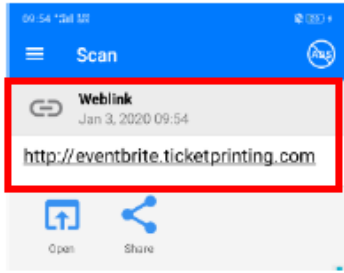 09:54
Scan
Weblink
Jan 3, 2020 09:54
http://eventbrite.ticketprinting.com
Open Share